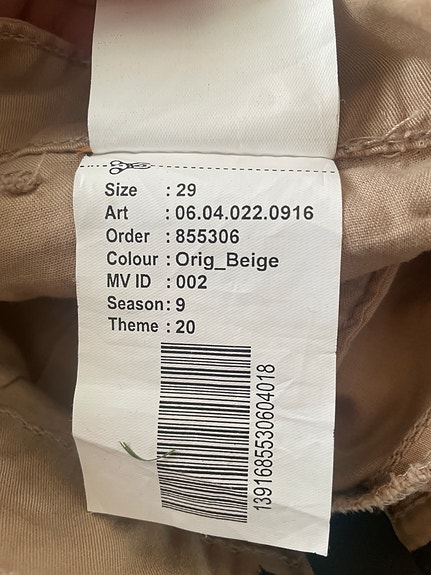 Size : 29
Art : 06.04.022.0916
Order : 855306
Colour : Orig_Beige
MV ID : 002
Season : 9
Theme : 20
1391685530604018